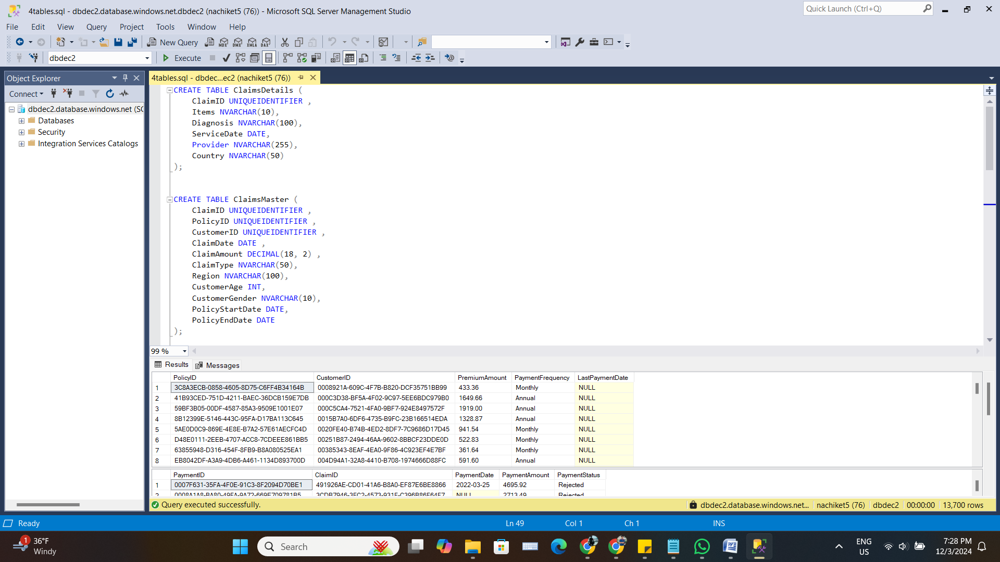 4tables.sql - dbdec2.database.windows.net.dbdec2 (nachiket5 (76)) - Microsoft SQL Server Management Studio
Quick Launch (Ctrl+Q)
File Edit View Query Project Tools Window Help
New Query
MDX DMX XMLA DAX
dbdec2
Execute
Object Explorer
4tables.sql - dbdec...ec2 (nachiket5 (76))
Connect
dbdec2.database.windows.net (SQ
Databases
Security
Integration Services Catalogs
CREATE TABLE ClaimsDetails (
ClaimID UNIQUEIDENTIFIER ,
Items NVARCHAR(10),
Diagnosis NVARCHAR(100),
ServiceDate DATE,
Provider NVARCHAR(255),
Country NVARCHAR(50)
);
CREATE TABLE ClaimsMaster (
ClaimID UNIQUEIDENTIFIER ,
PolicyID UNIQUEIDENTIFIER ,
CustomerID UNIQUEIDENTIFIER ,
ClaimDate DATE ,
ClaimAmount DECIMAL(18, 2) ,
ClaimType NVARCHAR(50),
Region NVARCHAR(100),
CustomerAge INT,
CustomerGender NVARCHAR(10),
PolicyStartDate DATE,
PolicyEndDate DATE
);
99 %
Results Messages
PolicyID CustomerID PremiumAmount PaymentFrequency LastPaymentDate
1 3C8A3ECB-0858-4605-8D75-C6FF4B34164B 0008921A-609C-4F7B-B820-DCF35751BB99 433.36 Monthly NULL
2 41B93CED-751D-4211-BAEC-36DCB159E7DB 000C3D38-BF5A-4F02-9C97-5EE6BDC979B0 1649.66 Annual NULL
3 59BF3B05-00DF-4587-85A3-9509E1001E07 000C5CA4-7521-4FA0-9BF7-924E8497572F 1919.00 Annual NULL
4 8B12399E-5146-443C-95FA-D17BA113C645 0015B7A0-6DF6-4735-B9FC-23B166514EDA 1328.87 Annual NULL
5 5AE0D0C9-869E-4E8E-B7A2-57E61AECFC4D 0020FE40-B74B-4ED2-8DF7-7C9686D17D45 941.54 Monthly NULL
6 D48E0111-2EEB-4707-ACC8-7CDEEE861BB5 00251B87-2494-46AA-9602-8BBCF23DDE0D 522.83 Monthly NULL
7 63855948-D316-454F-8FB9-B8A080525EA1 00385343-8EAF-4EA0-9F86-4C923EF4E7BF 361.64 Monthly NULL
8 EB8042DF-A3A9-4DB6-A461-1134D893700D 004D94A1-32A8-4410-B708-1974666D88FC 591.60 Annual NULL
PaymentID ClaimID PaymentDate PaymentAmount PaymentStatus
1 0007F631-35FA-4F0E-91C3-8F2094D70BE1 491926AE-CD01-41A6-B8A0-EF87E6BE8866 2022-03-25 4695.92 Rejected
2 NULL 2713.49 Rejected
Query executed successfully.
dbdec2.database.windows.net... nachiket5 (76) dbdec2 00:00:00 13,700 rows
Ready Ln 49 Col 1 Ch 1 INS
1
36°F
Windy
Search
ENG
US
7:28 PM
12/3/2024